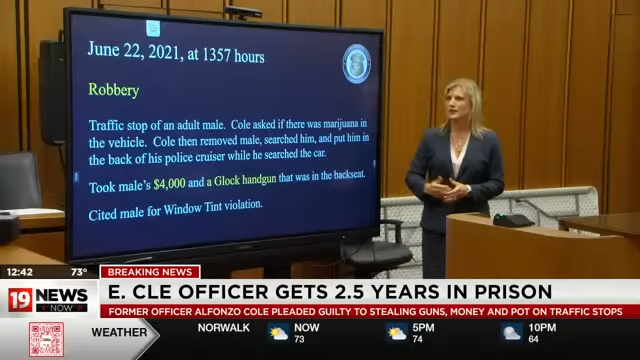 June 22, 2021, at 1357 hours
Robbery
Traffic stop of an adult male. Cole asked if there was marijuana in
the vehicle. Cole then removed male, searched him, and put him in
the back of his police cruiser while he searched the car.
Took male's $4,000 and a Glock handgun that was in the backseat.
Cited male for Window Tint violation.
12:42 73°
BREAKING NEWS
19 NEWS
NOW
E. CLE OFFICER GETS 2.5 YEARS IN PRISON
FORMER OFFICER ALFONZO COLE PLEADED GUILTY TO STEALING GUNS, MONEY AND POT ON TRAFFIC STOPS
WEATHER
NORWALK
NOW
73
5PM
74
10PM
64